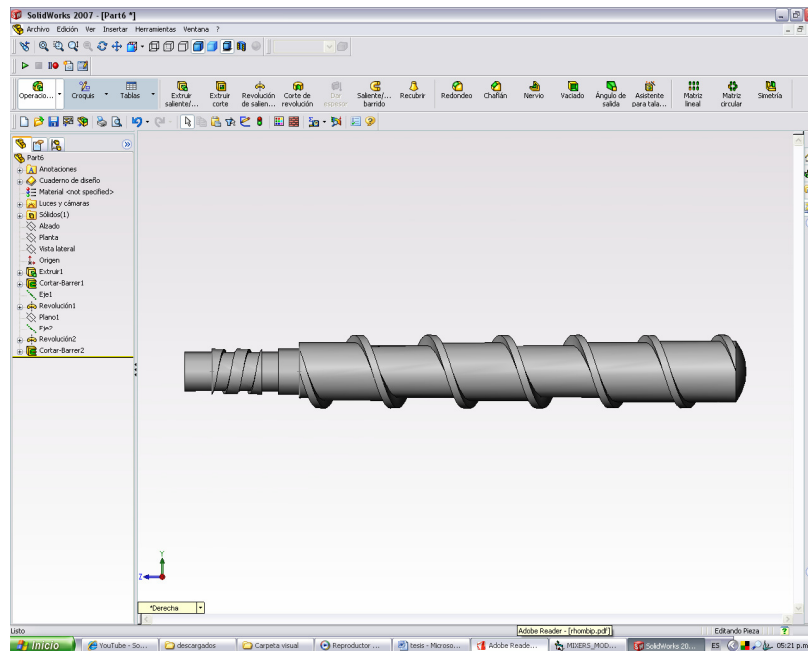 SolidWorks 2007 - [Part6 *]
Archivo Edición Ver Insertar Herramientas Ventana ?
Operacio... Croquis Tablas Extruir saliente/... Extruir corte Revolución de salien... Corte de revolución Dar espesor Saliente/... barrido Recubrir Redondeo Chaflán Nervio Vaciado Ángulo de salida Asistente para tala... Matriz lineal Matriz circular Simetría
Part6
Anotaciones
Cuaderno de diseño
Material <not specified>
Luces y cámaras
Sólidos(1)
Alzado
Planta
Vista lateral
Origen
Extruir1
Cortar-Barrer1
Eje1
Revolución1
Plano1
Eje2
Revolución2
Cortar-Barrer2
Y
Z
*Derecha
Adobe Reader - [rhombip.pdf]
Listo
Editando Pieza
Inicio YouTube - So... descargados Carpeta visual Reproductor ... tesis - Microso... Adobe Reade... MIXERS_MOD... SolidWorks 20... ES 05:21 p.m.